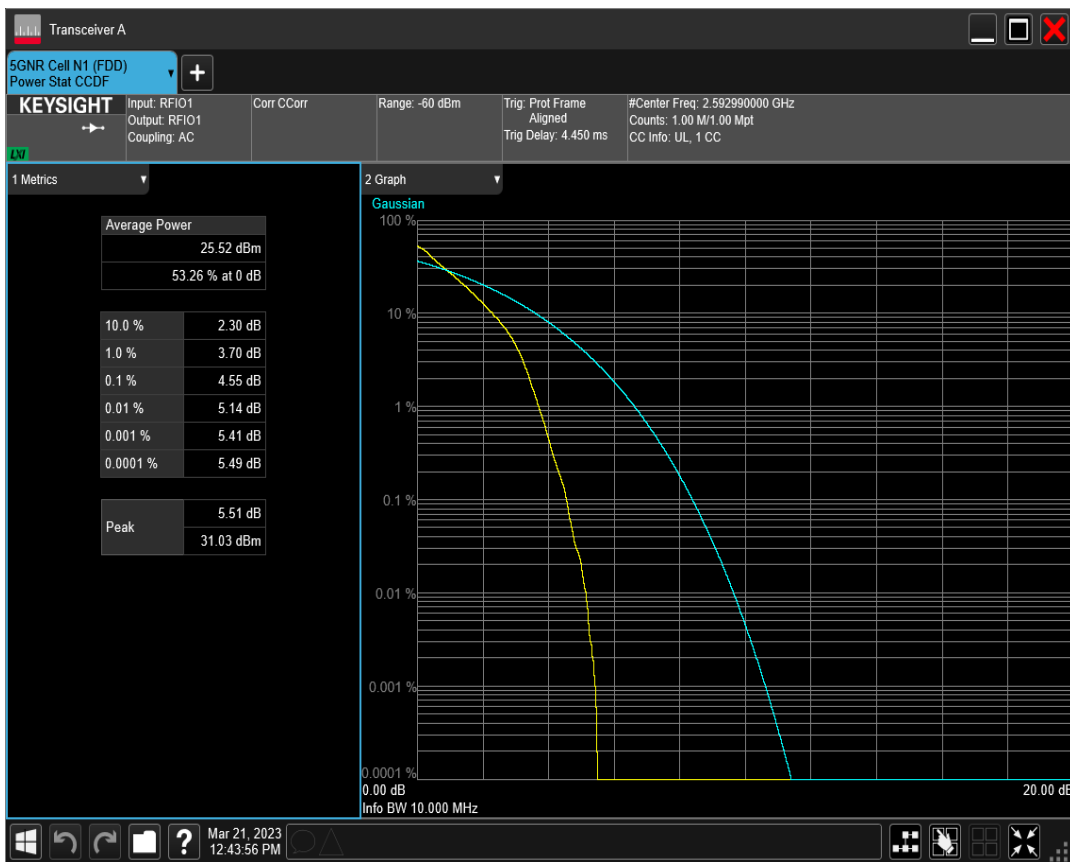 Transceiver A
5GNR Cell N1 (FDD)
Power Stat CCDF
KEYSIGHT
LXI
Input: RFIO1
Output: RFIO1
Coupling: AC
Corr CCorr
Range: -60 dBm
Trig: Prot Frame
Aligned
Trig Delay: 4.450 ms
#Center Freq: 2.592990000 GHz
Counts: 1.00 M/1.00 Mpt
CC Info: UL, 1 CC
1 Metrics
Average Power
25.52 dBm
53.26 % at 0 dB
10.0 % 2.30 dB
1.0 % 3.70 dB
0.1 % 4.55 dB
0.01 % 5.14 dB
0.001 % 5.41 dB
0.0001 % 5.49 dB
Peak
5.51 dB
31.03 dBm
2 Graph
Gaussian
100 %
10 %
1 %
0.1 %
0.01 %
0.001 %
0.0001 %
0.00 dB 20.00 dB
Info BW 10.000 MHz
?
Mar 21, 2023
12:43:56 PM